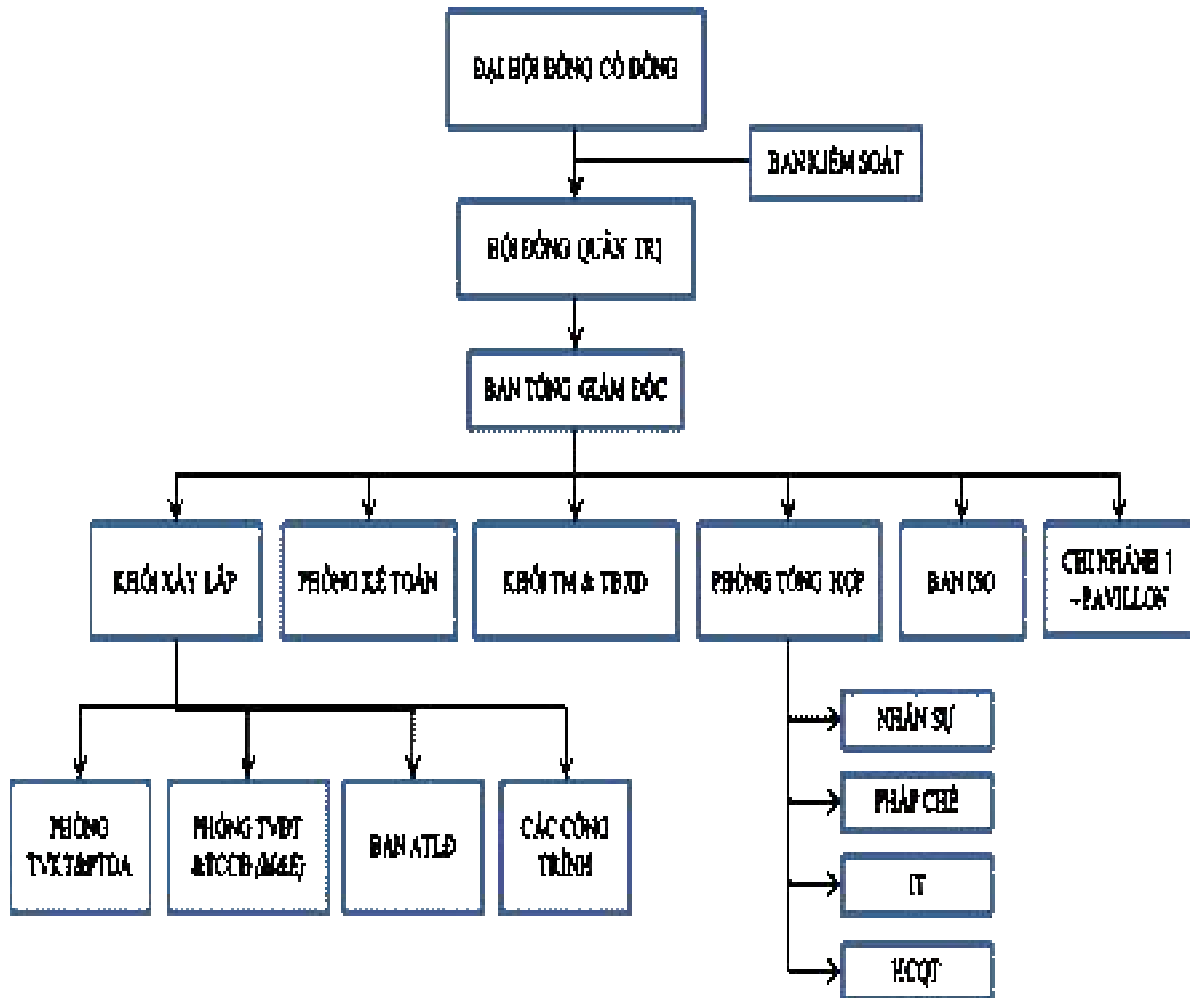 ĐẠI HỘI ĐỒNG CỔ ĐÔNG
BAN KIỂM SOÁT
HỘI ĐỒNG QUẢN TRỊ
BAN TỔNG GIÁM ĐỐC
KHỐI XÂY LẮP
PHÒNG KẾ TOÁN
KHỐI TM & TBXD
PHÒNG TỔNG HỢP
BAN ISO
CHI NHÁNH 1
-PAVILLON
NHÂN SỰ
PHÁP CHẾ
PHÒNG
PHÒNG
BAN ATLĐ
CÁC CÔNG
TRÌNH
IT
HCQT